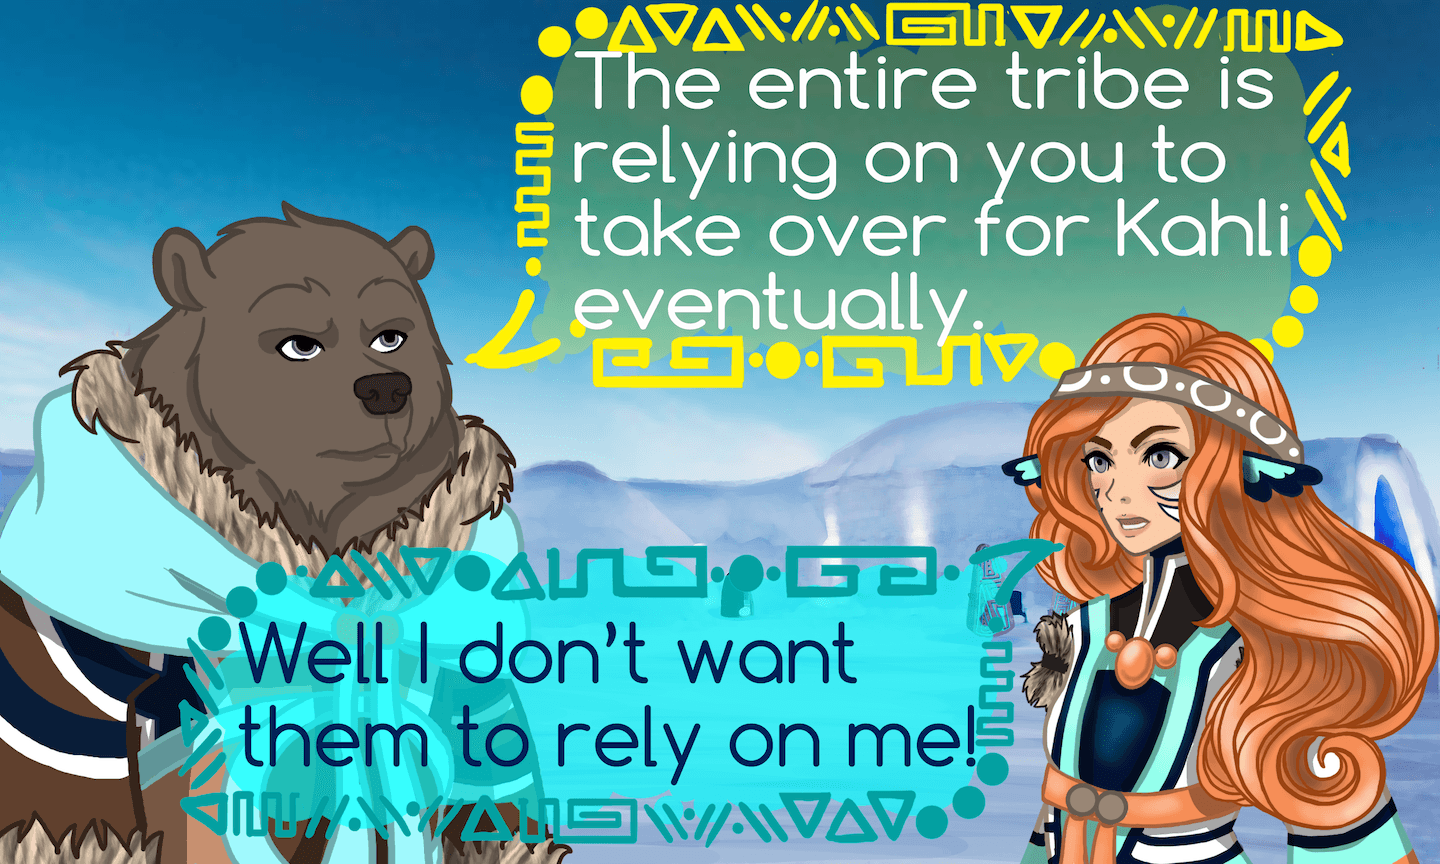 The entire tribe is
relying on you to
take over for Kahli
eventually.
Well I don't want
them to rely on me!